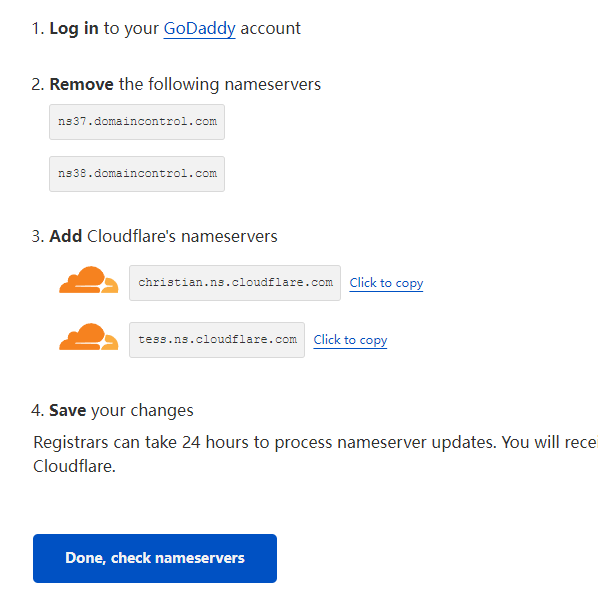 1. Log in to your GoDaddy account
2. Remove the following nameservers
ns37.domaincontrol.com
ns38.domaincontrol.com
3. Add Cloudflare's nameservers
christian.ns.cloudflare.com Click to copy
tess.ns.cloudflare.com Click to copy
4. Save your changes
Registrars can take 24 hours to process nameserver updates. You will rece
Cloudflare.
Done, check nameservers